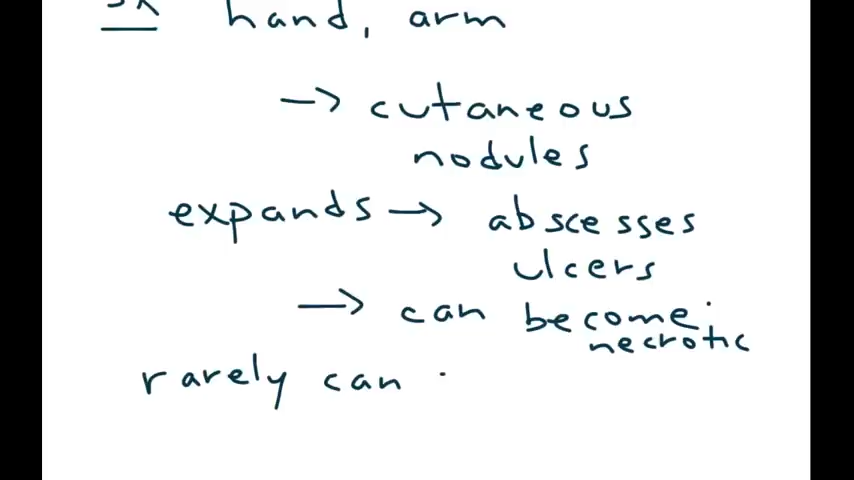 hand, arm
→ cutaneous
nodules
expands → abscesses
ulcers
→ can become
necrotic
rarely can